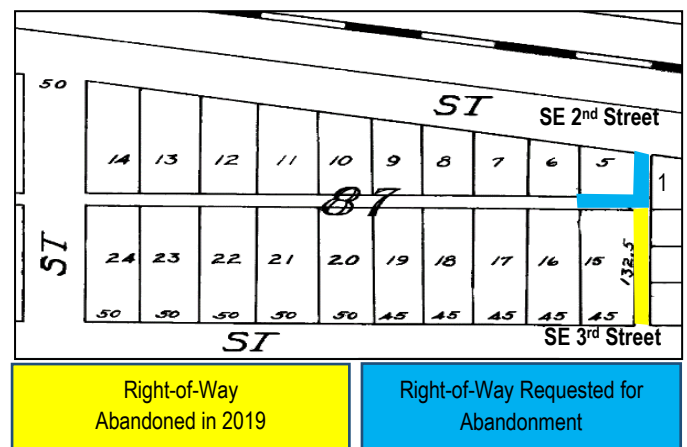 50
ST
SE 2nd Street
14 13 12 11 10 9 8 7 6 5
1
87
ST
24 23 22 21 20 19 18 17 16 15
132.5
50 50 50 50 50 45 45 45 45 45
ST
SE 3rd Street
Right-of-Way
Abandoned in 2019
Right-of-Way Requested for
Abandonment